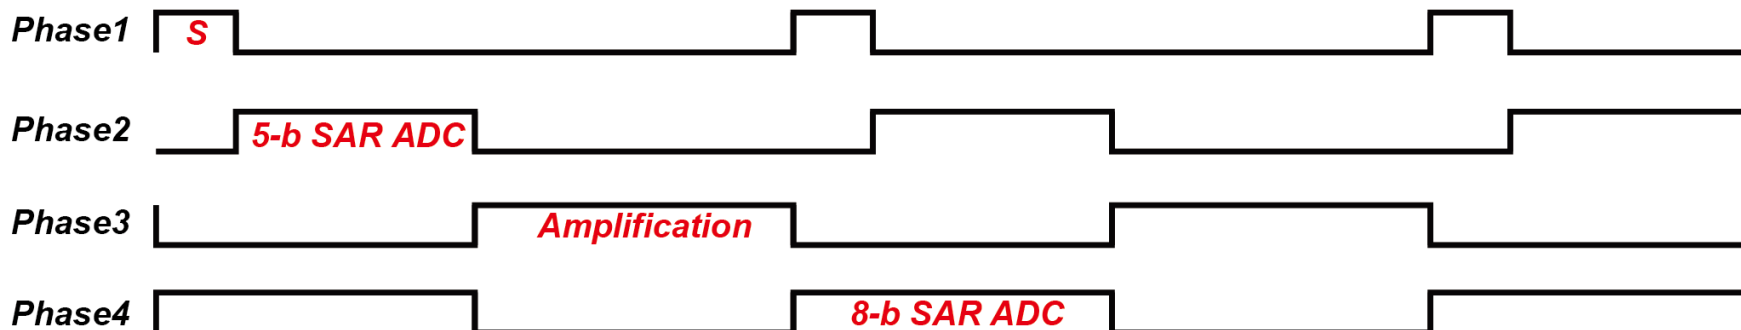 Phase1 S
Phase2 5-b SAR ADC
Phase3 Amplification
Phase4 8-b SAR ADC